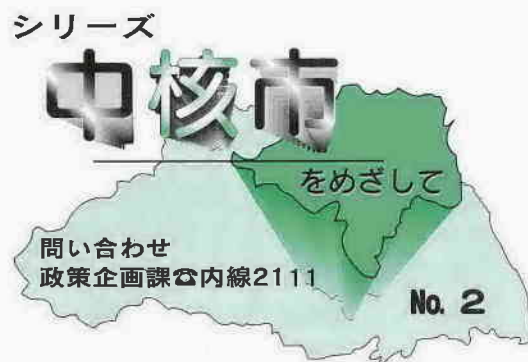 シリーズ
中核市
をめざして
問い合わせ
政策企画課☎内線2111
No. 2